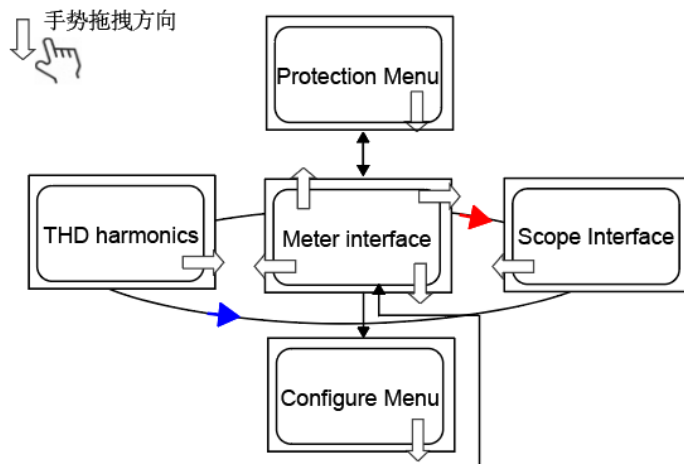 手势拖拽方向
Protection Menu
THD harmonics
Meter interface
Scope Interface
Configure Menu